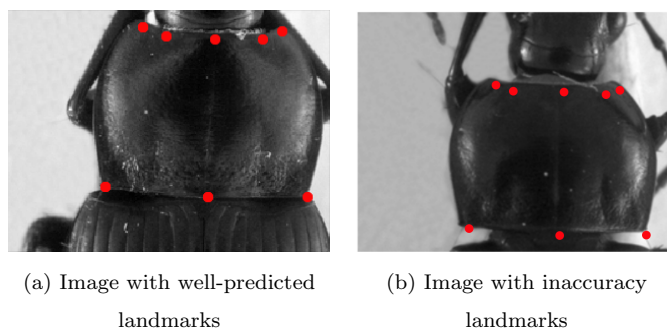 (a) Image with well-predicted
landmarks
(b) Image with inaccuracy
landmarks